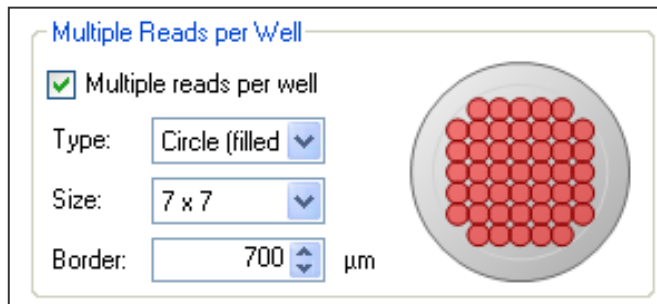 Multiple Reads per Well
Multiple reads per well
Type: Circle (filled
Size: 7 x 7
Border: 700 µm